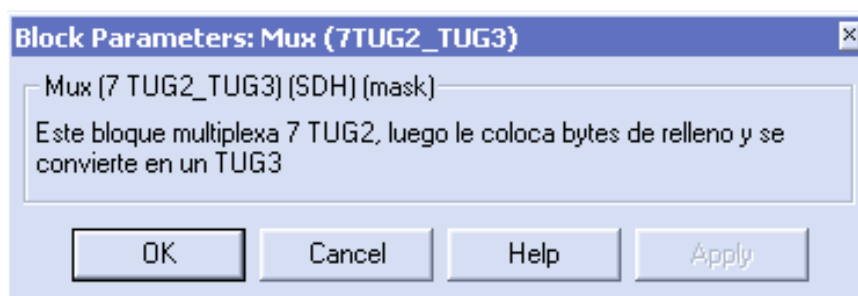 Block Parameters: Mux (7TUG2_TUG3)
Mux (7 TUG2_TUG3) (SDH) (mask)
Este bloque multiplexa 7 TUG2, luego le coloca bytes de relleno y se
convierte en un TUG3
OK Cancel Help Apply